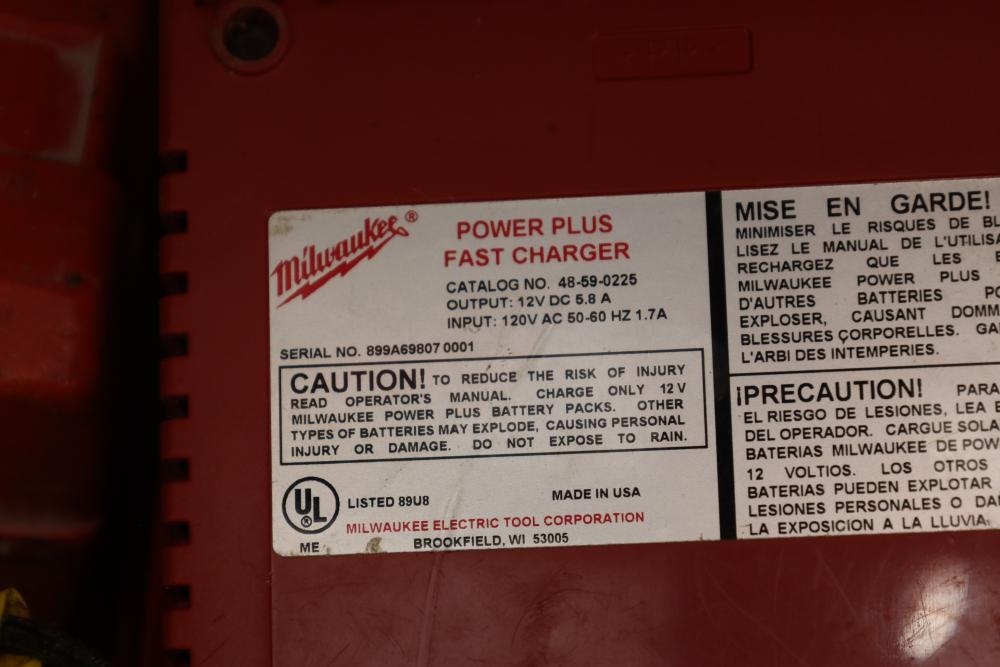 Milwaukee®
POWER PLUS
FAST CHARGER
CATALOG NO. 48-59-0225
OUTPUT: 12V DC 5.8 A
INPUT: 120V AC 50-60 HZ 1.7A
SERIAL NO. 899A69807 0001
CAUTION! TO REDUCE THE RISK OF INJURY
READ OPERATOR'S MANUAL. CHARGE ONLY 12 V
MILWAUKEE POWER PLUS BATTERY PACKS. OTHER
TYPES OF BATTERIES MAY EXPLODE, CAUSING PERSONAL
INJURY OR DAMAGE. DO NOT EXPOSE TO RAIN.
UL®
LISTED 89U8
MADE IN USA
MILWAUKEE ELECTRIC TOOL CORPORATION
ME
BROOKFIELD, WI 53005
MISE EN GARDE!
MINIMISER LE RISQUES DE
LISEZ LE MANUAL DE
RECHARGEZ QUE LES
MILWAUKEE POWER PLUS
D'AUTRES BATTERIES
EXPLOSER, CAUSANT
BLESSURES ÇORPORELLES.
L'ARBI DES INTEMPERIES.
¡PRECAUTION! PARA
EL RIESGO DE LESIONES, LEA
DEL OPERADOR. CARGUE
BATERIAS MILWAUKEE DE
12 VOLTIOS. LOS OTROS
BATERIAS PUEDEN EXPLOTAR
LESIONES PERSONALES O
LA EXPOSICION A LA LLUVIA.